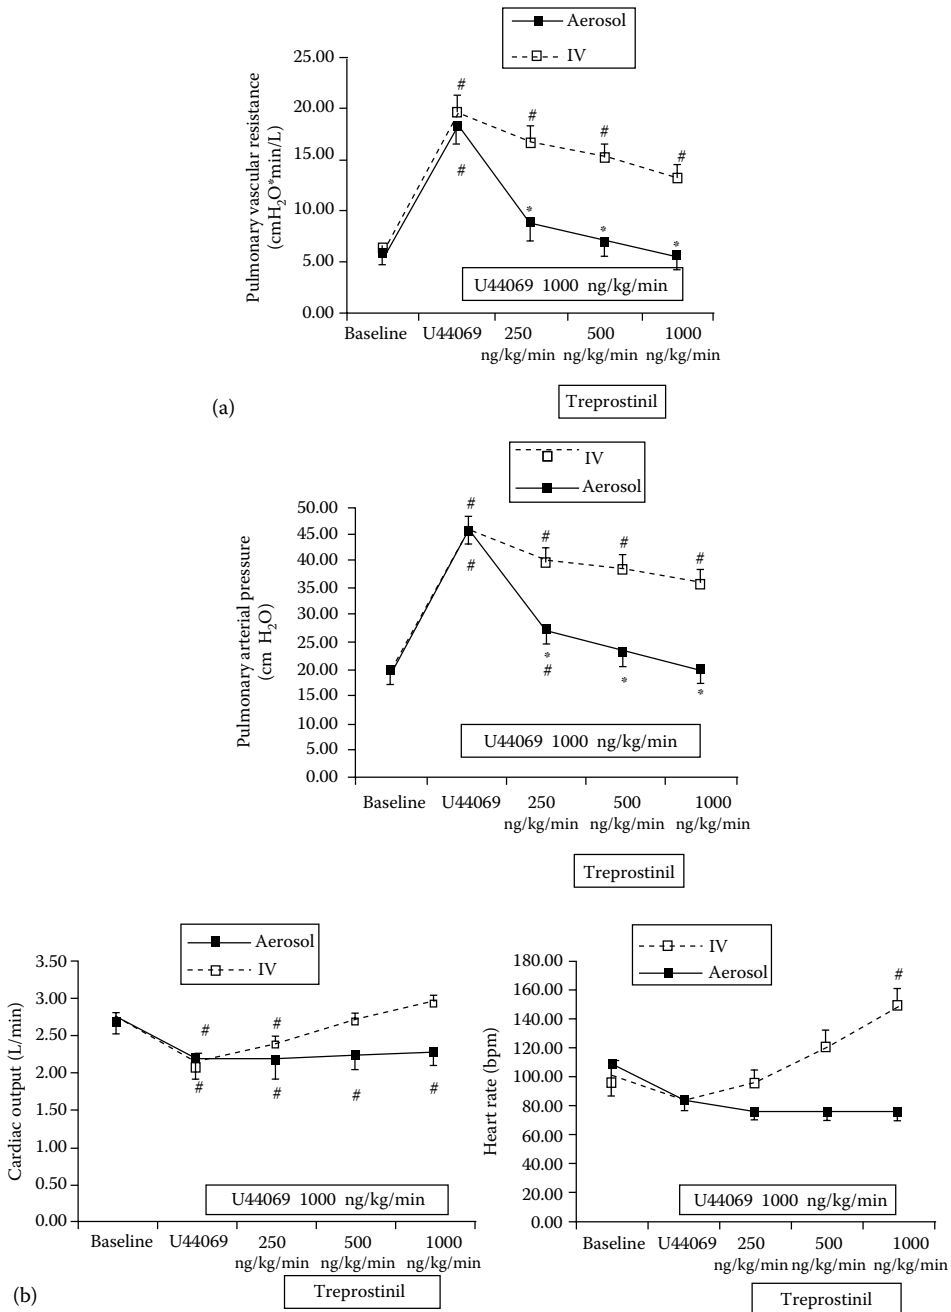 Aerosol
IV
Pulmonary vascular resistance
(cmH2O*min/L)
25.00
20.00
15.00
10.00
5.00
0.00
# # # # #
* * *
U44069 1000 ng/kg/min
Baseline U44069 250 500 1000
ng/kg/min ng/kg/min ng/kg/min
Treprostinil
(a)
IV
Aerosol
Pulmonary arterial pressure
(cm H2O)
50.00
45.00
40.00
35.00
30.00
25.00
20.00
15.00
10.00
5.00
0.00
# # # #
#
* * *
#
U44069 1000 ng/kg/min
Baseline U44069 250 500 1000
ng/kg/min ng/kg/min ng/kg/min
Treprostinil
Aerosol
IV
Cardiac output (L/min)
3.50
3.00
2.50
2.00
1.50
1.00
0.50
0.00
# #
# # # #
U44069 1000 ng/kg/min
Baseline U44069 250 500 1000
ng/kg/min ng/kg/min ng/kg/min
Treprostinil
IV
Aerosol
Heart rate (bpm)
180.00
160.00
140.00
120.00
100.00
80.00
60.00
40.00
20.00
0.00
#
U44069 1000 ng/kg/min
Baseline U44069 250 500 1000
ng/kg/min ng/kg/min ng/kg/min
Treprostinil
(b)